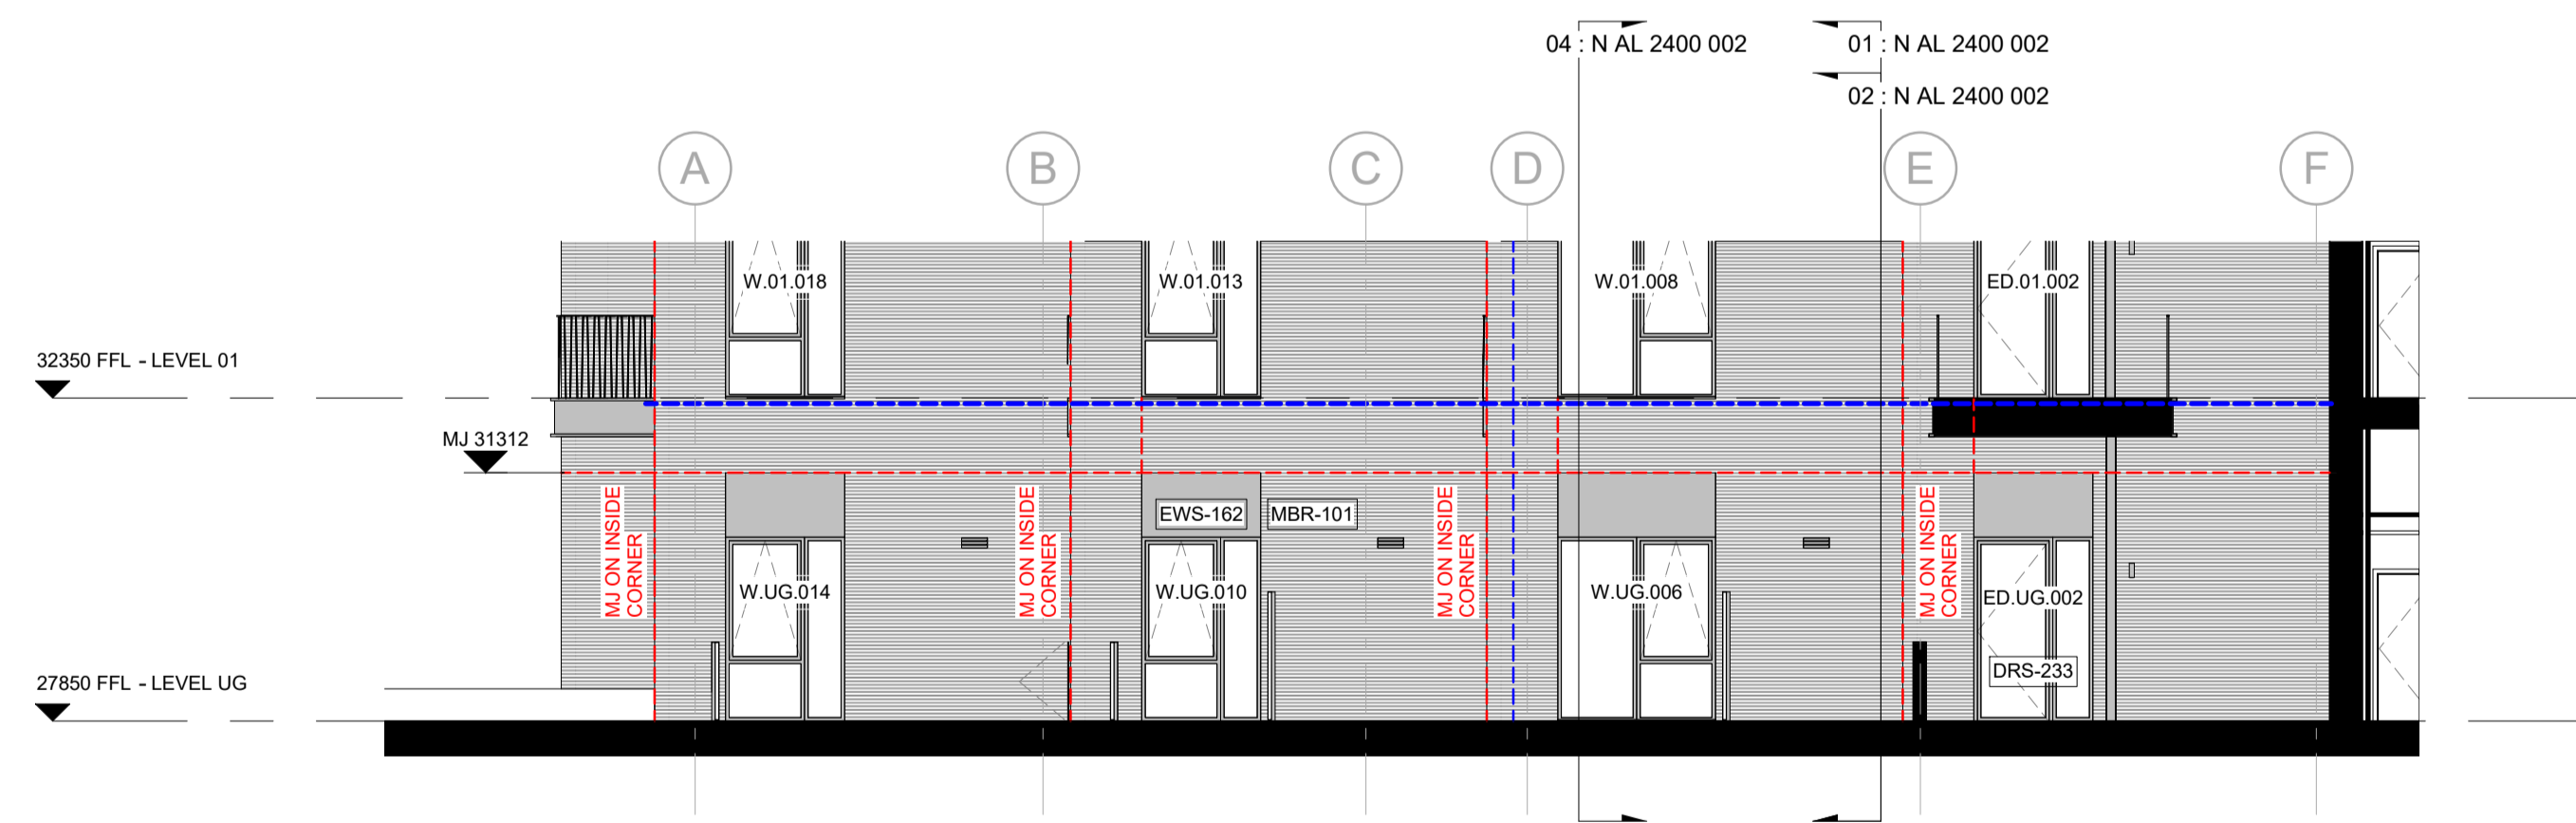 04 : N AL 2400 002
01 : N AL 2400 002
02 : N AL 2400 002
A
B
C
D
E
F
W.01.018
W.01.013
W.01.008
ED.01.002
32350 FFL - LEVEL 01
MJ 31312
MJ ON INSIDE
CORNER
MJ ON INSIDE
CORNER
EWS-162
MBR-101
MJ ON INSIDE
CORNER
MJ ON INSIDE
CORNER
W.UG.014
W.UG.010
W.UG.006
ED.UG.002
DRS-233
27850 FFL - LEVEL UG